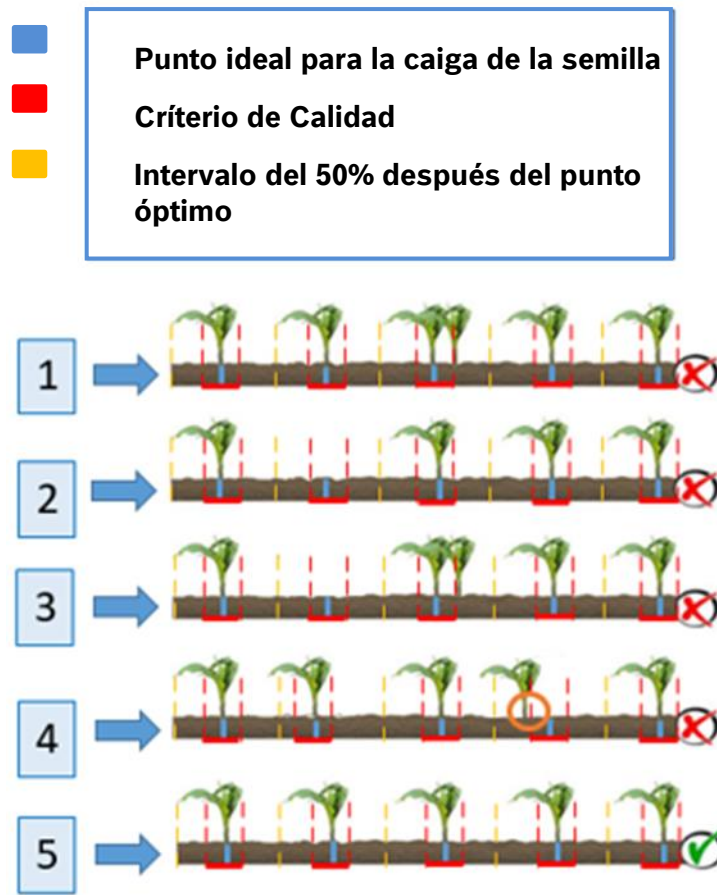 Punto ideal para la caiga de la semilla
Críterio de Calidad
Intervalo del 50% después del punto
óptimo
1
2
3
4
5